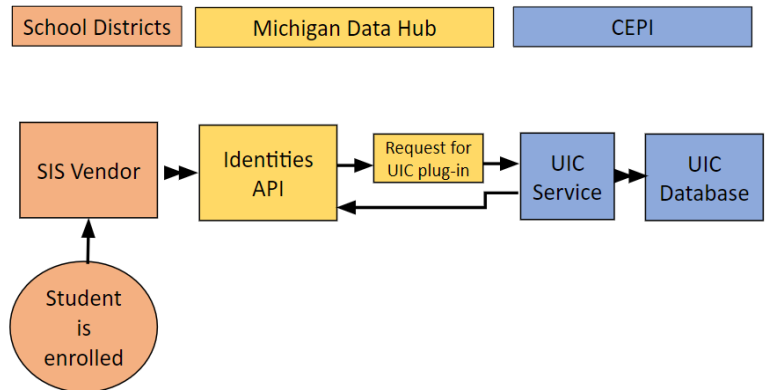 School Districts
Michigan Data Hub
CEPI
SIS Vendor
Identities
API
Request for
UIC plug-in
UIC
Service
UIC
Database
Student
is
enrolled